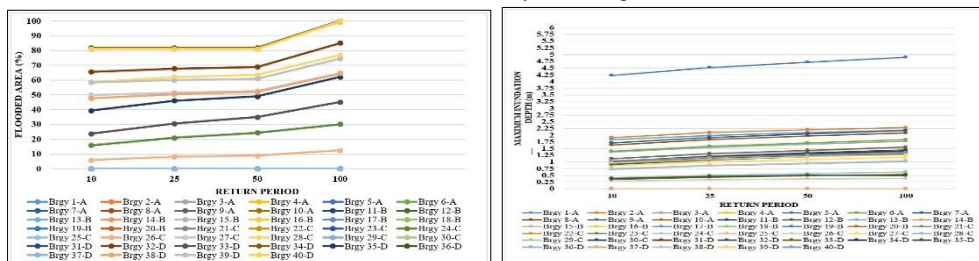 FLOODED AREA (%)
100
90
80
70
60
50
40
30
20
10
0
10 25 50 100
RETURN PERIOD
Brgy 1-A Brgy 2-A Brgy 3-A Brgy 4-A Brgy 5-A Brgy 6-A
Brgy 7-A Brgy 8-A Brgy 9-A Brgy 10-A Brgy 11-B Brgy 12-B
Brgy 13-B Brgy 14-B Brgy 15-B Brgy 16-B Brgy 17-B Brgy 18-B
Brgy 19-B Brgy 20-B Brgy 21-C Brgy 22-C Brgy 23-C Brgy 24-C
Brgy 25-C Brgy 26-C Brgy 27-C Brgy 28-C Brgy 29-C Brgy 30-C
Brgy 31-D Brgy 32-D Brgy 33-D Brgy 34-D Brgy 35-D Brgy 36-D
Brgy 37-D Brgy 38-D Brgy 39-D Brgy 40-D
MAXIMUM INUNDATION
DEPTH (m)
6
5.75
5.5
5.25
5
4.75
4.5
4.25
4
3.75
3.5
3.25
3
2.75
2.5
2.25
2
1.75
1.5
1.25
1
0.75
0.5
0.25
0
10 25 50 100
RETURN PERIOD
Brgy 1-A Brgy 2-A Brgy 3-A Brgy 4-A Brgy 5-A Brgy 6-A Brgy 7-A
Brgy 8-A Brgy 9-A Brgy 10-A Brgy 11-B Brgy 12-B Brgy 13-B Brgy 14-B
Brgy 15-B Brgy 16-B Brgy 17-B Brgy 18-B Brgy 19-B Brgy 20-B Brgy 21-C
Brgy 22-C Brgy 23-C Brgy 24-C Brgy 25-C Brgy 26-C Brgy 27-C Brgy 28-C
Brgy 29-C Brgy 30-C Brgy 31-D Brgy 32-D Brgy 33-D Brgy 34-D Brgy 35-D
Brgy 36-D Brgy 37-D Brgy 38-D Brgy 39-D Brgy 40-D